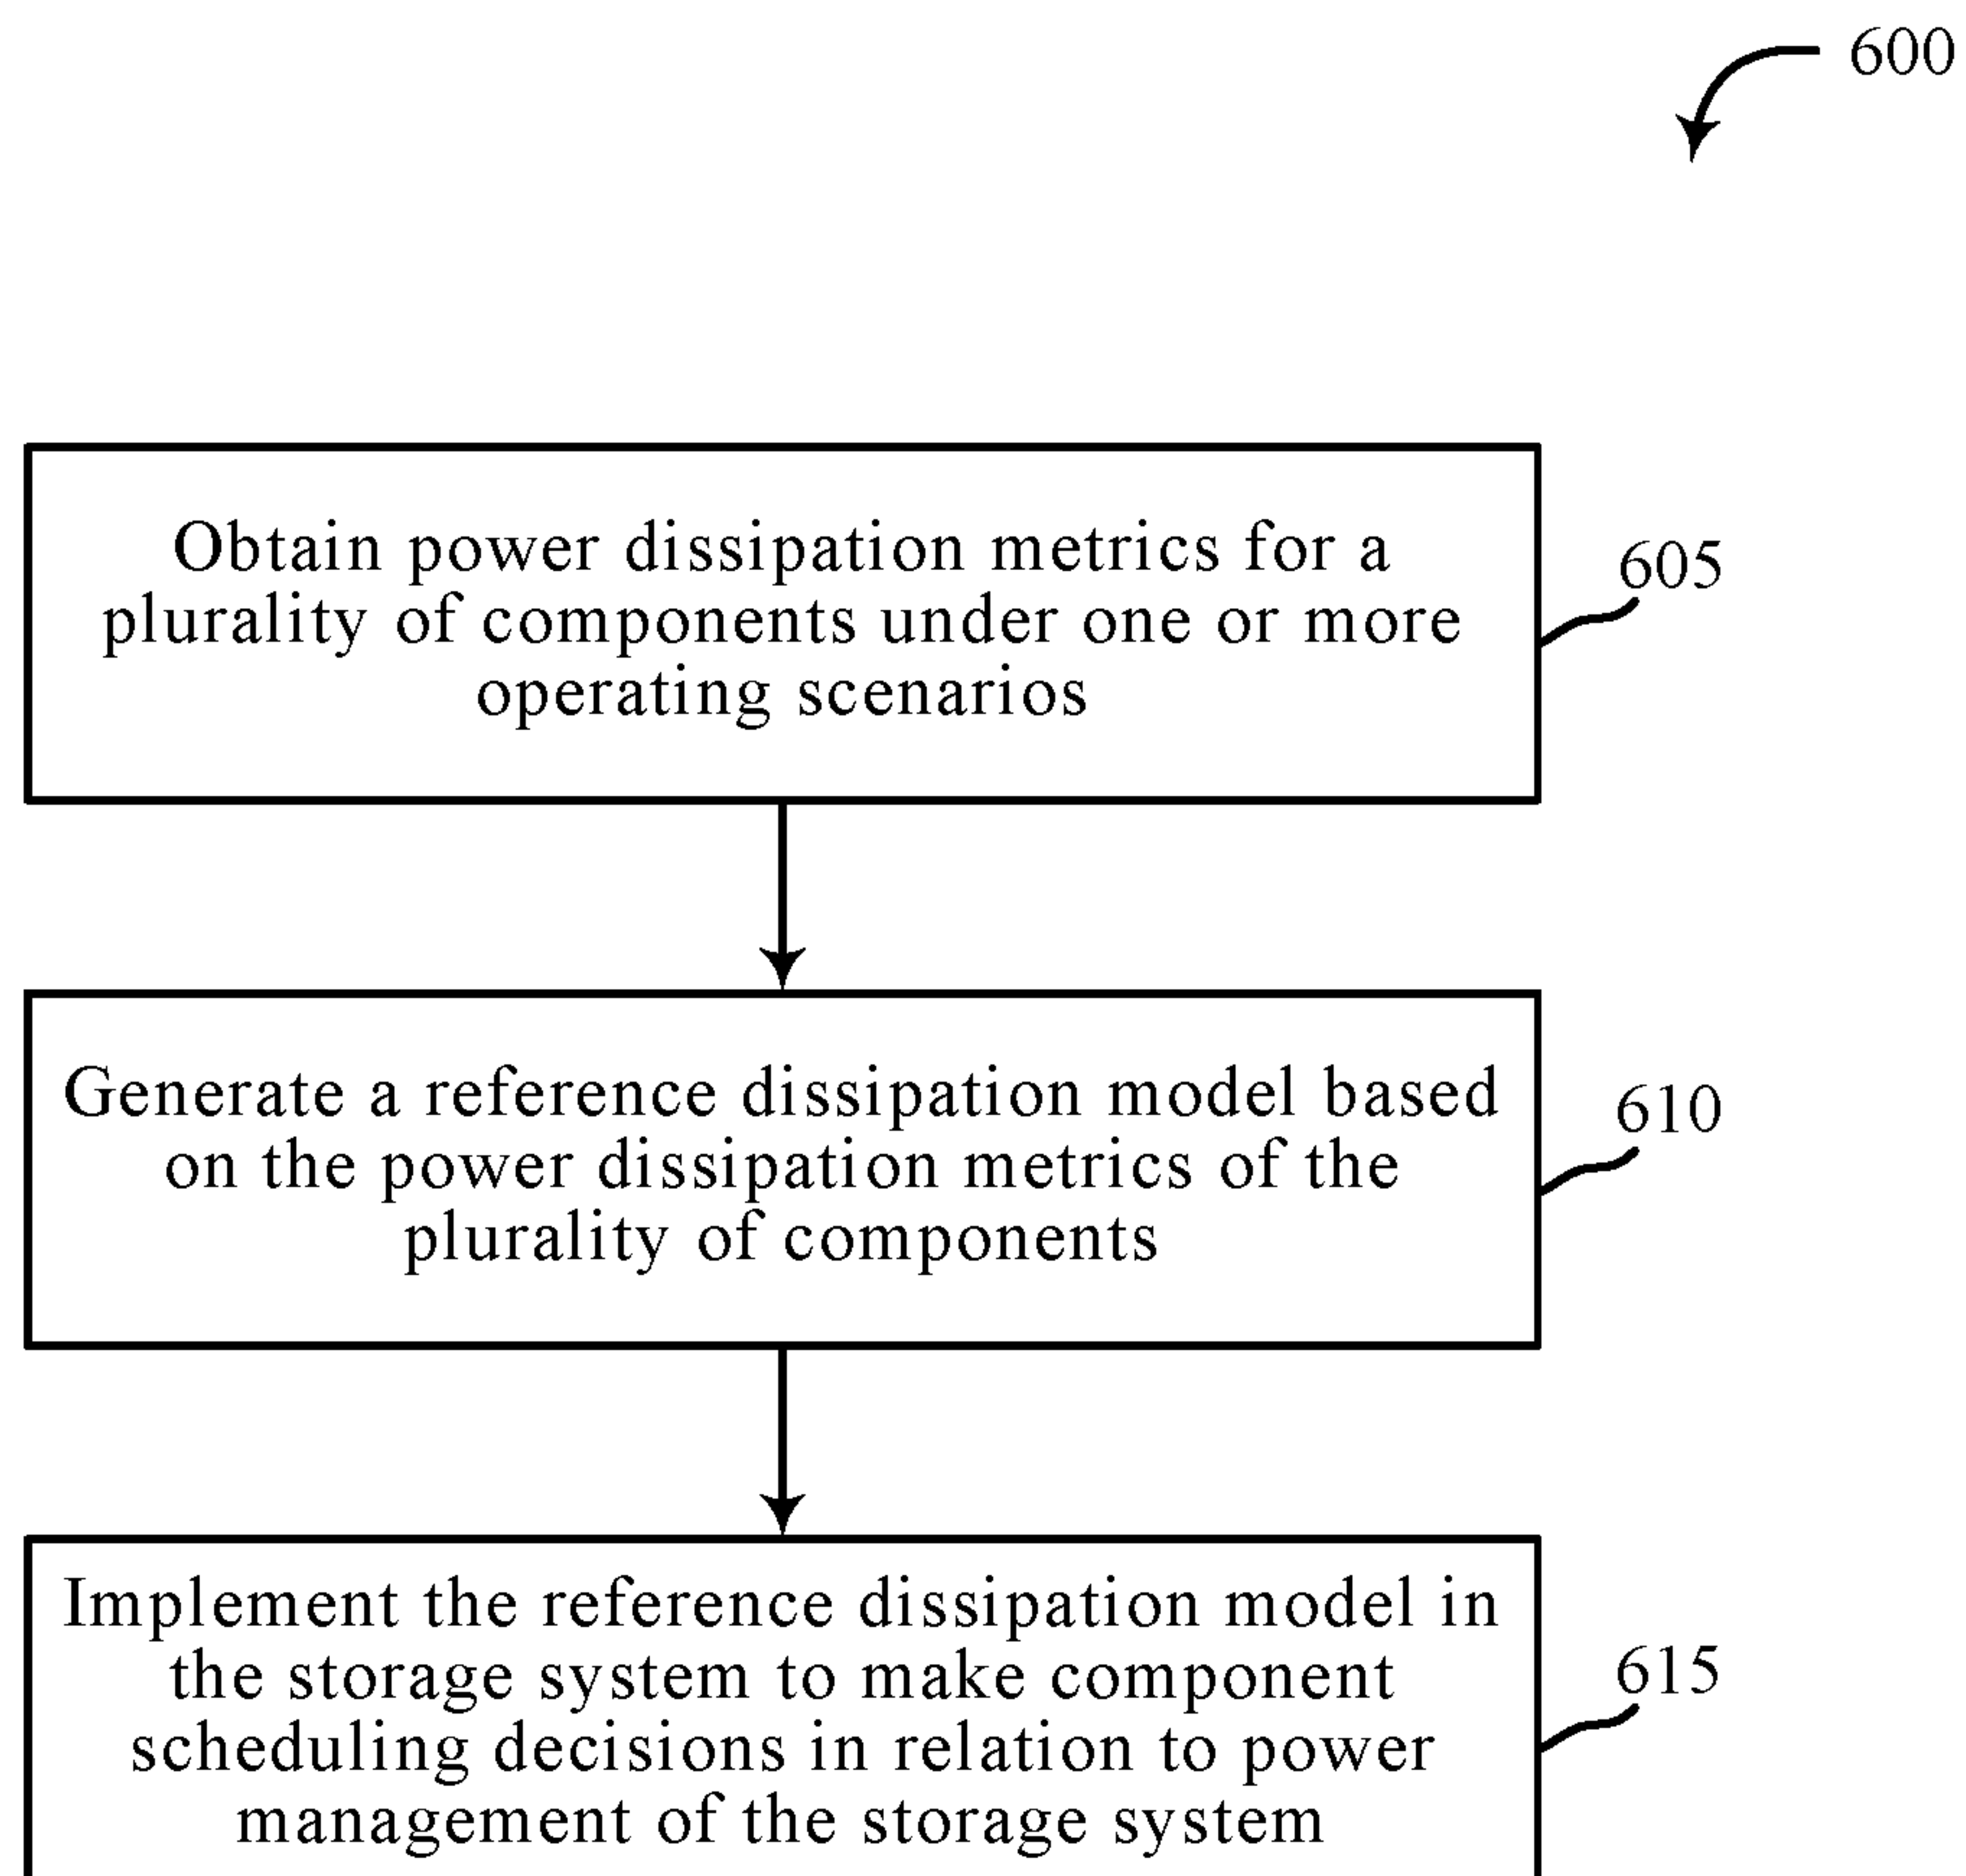 600
Obtain power dissipation metrics for a
plurality of components under one or more
operating scenarios
605
Generate a reference dissipation model based
on the power dissipation metrics of the
plurality of components
610
Implement the reference dissipation model in
the storage system to make component
scheduling decisions in relation to power
management of the storage system
615